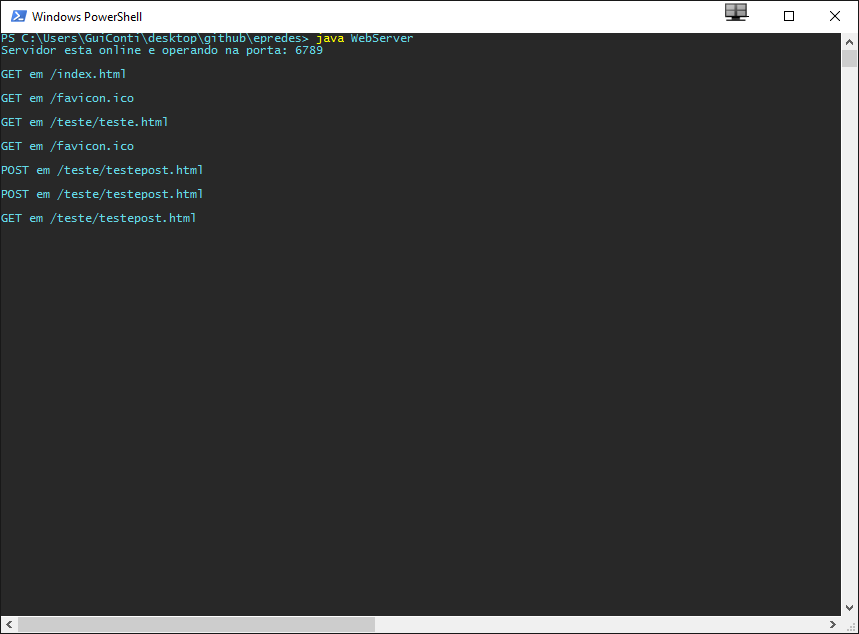 Windows PowerShell
PS C:\Users\GuiConti\desktop\github\epredes> java WebServer
Servidor esta online e operando na porta: 6789
GET em /index.html
GET em /favicon.ico
GET em /teste/teste.html
GET em /favicon.ico
POST em /teste/testepost.html
POST em /teste/testepost.html
GET em /teste/testepost.html